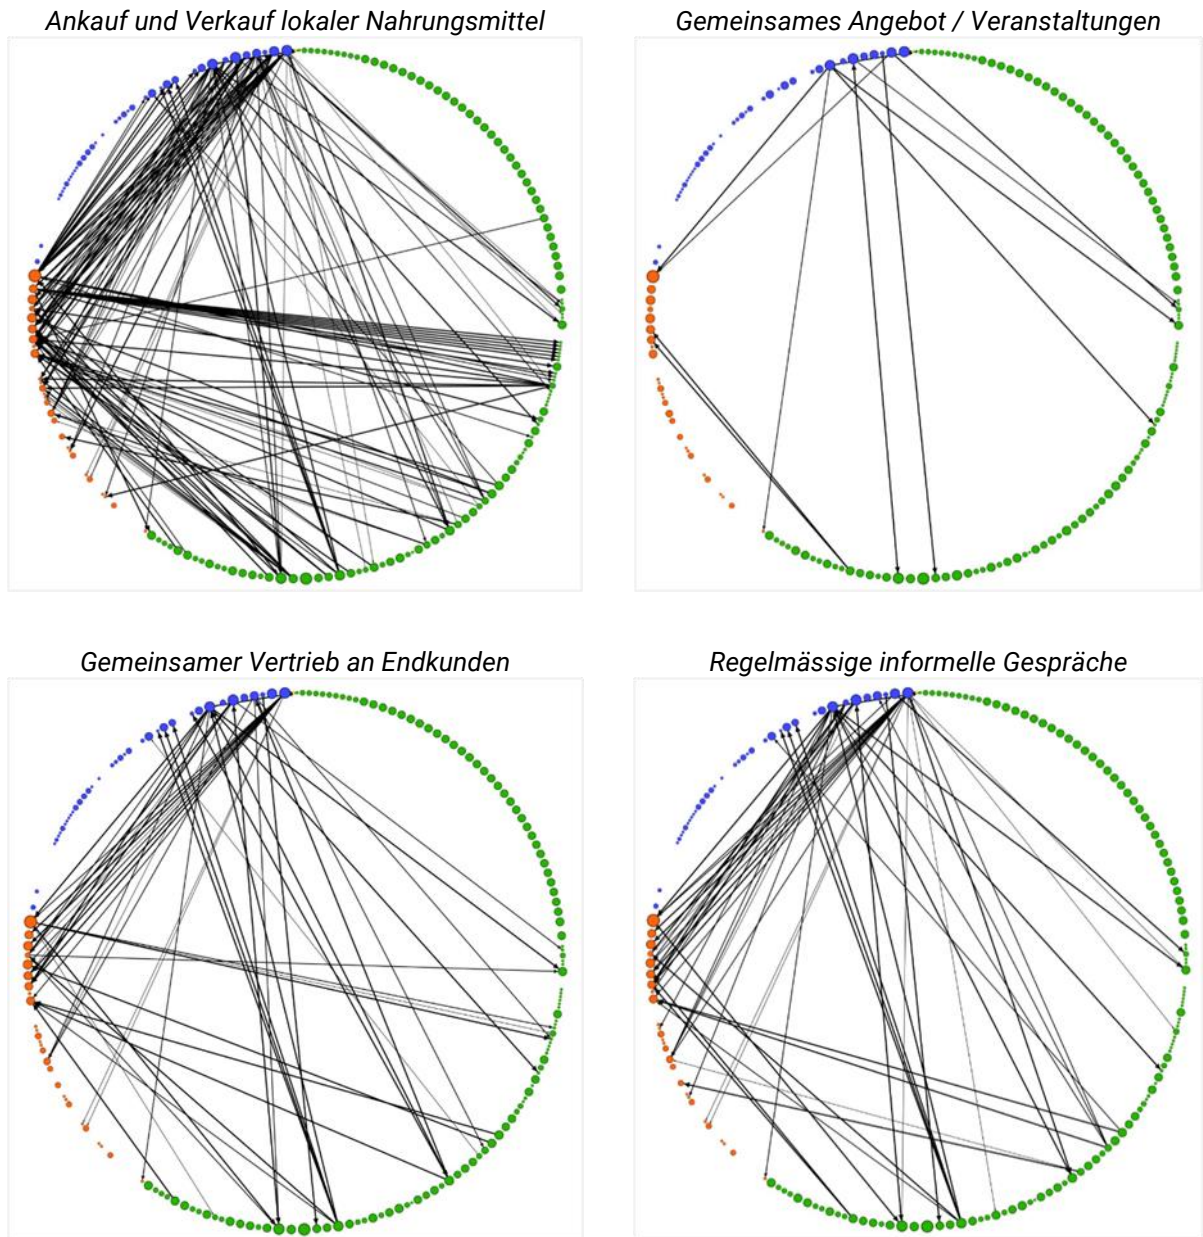 Ankauf und Verkauf lokaler Nahrungsmittel
Gemeinsames Angebot / Veranstaltungen
Gemeinsamer Vertrieb an Endkunden
Regelmässige informelle Gespräche